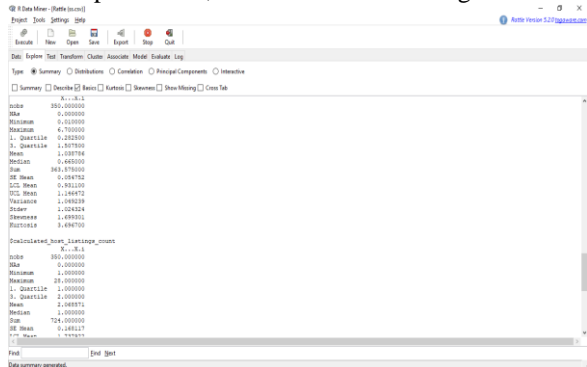 R Data Miner - [Rattle (ss.csv)]
Project Tools Settings Help
Rattle Version 5.2.0 togaware.com
Execute New Open Save Export Stop Quit
Data Explore Test Transform Cluster Associate Model Evaluate Log
Type: Summary Distributions Correlation Principal Components Interactive
Summary Describe Basics Kurtosis Skewness Show Missing Cross Tab
X...X.i
nobs 350.000000
NAs 0.000000
Minimum 0.010000
Maximum 6.700000
1. Quartile 0.282500
3. Quartile 1.507500
Mean 1.038786
Median 0.665000
Sum 363.575000
SE Mean 0.054752
LCL Mean 0.931100
UCL Mean 1.146472
Variance 1.049239
Stdev 1.024324
Skewness 1.699301
Kurtosis 3.696700
$calculated_host_listings_count
X...X.i
nobs 350.000000
NAs 0.000000
Minimum 1.000000
Maximum 28.000000
1. Quartile 1.000000
3. Quartile 2.000000
Mean 2.068571
Median 1.000000
Sum 724.000000
SE Mean 0.168117
LCL Mean
Find: Find Next
Data summary generated.